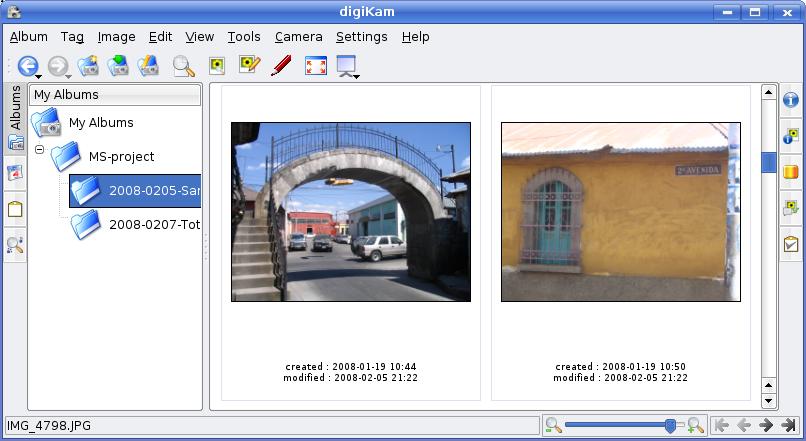 digiKam
Album Tag Image Edit View Tools Camera Settings Help
Albums
My Albums
My Albums
MS-project
2008-0205-Sar
2008-0207-Tot
2ª AVENIDA
created : 2008-01-19 10:44
modified : 2008-02-05 21:22
created : 2008-01-19 10:50
modified : 2008-02-05 21:22
IMG_4798.JPG